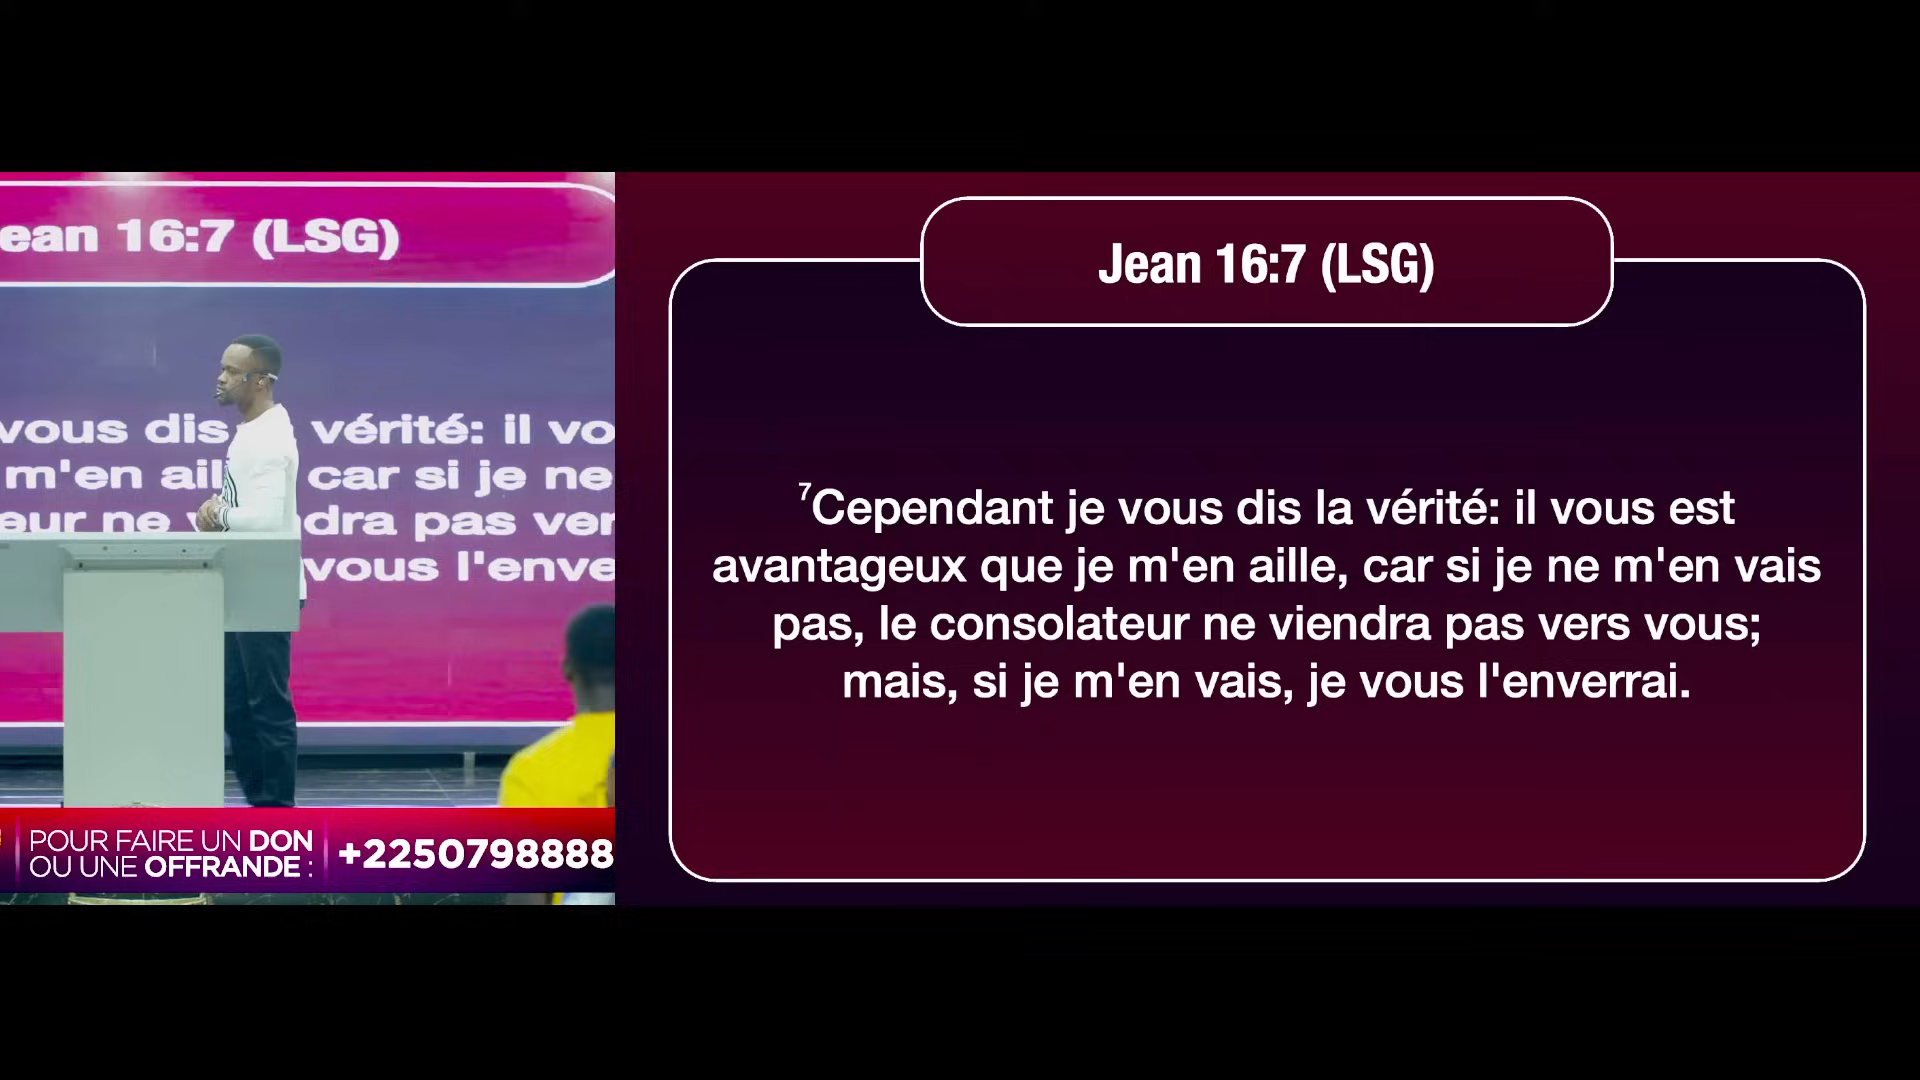 ean 16:7 (LSG)
vous dis vérité: il vo
m'en ail car si je ne
eur ne v dra pas ver
vous l'enve
POUR FAIRE UN DON
OU UNE OFFRANDE :
+2250798888
Jean 16:7 (LSG)
7Cependant je vous dis la vérité: il vous est
avantageux que je m'en aille, car si je ne m'en vais
pas, le consolateur ne viendra pas vers vous;
mais, si je m'en vais, je vous l'enverrai.